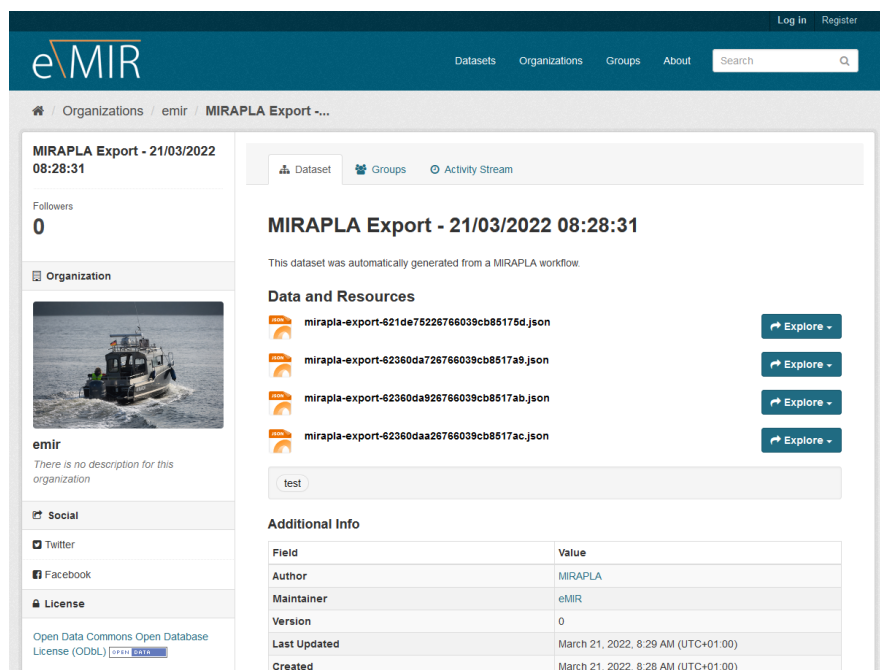 Log in Register
e\MIR
Datasets Organizations Groups About Search
/ Organizations / emir / MIRAPLA Export -...
MIRAPLA Export - 21/03/2022
08:28:31
Followers
0
Organization
emir
There is no description for this
organization
Social
Twitter
Facebook
License
Open Data Commons Open Database
License (ODbL) OPEN DATA
Dataset Groups Activity Stream
MIRAPLA Export - 21/03/2022 08:28:31
This dataset was automatically generated from a MIRAPLA workflow.
Data and Resources
JSON mirapla-export-621de75226766039cb85175d.json Explore
JSON mirapla-export-62360da726766039cb8517a9.json Explore
JSON mirapla-export-62360da926766039cb8517ab.json Explore
JSON mirapla-export-62360daa26766039cb8517ac.json Explore
test
Additional Info
Field Value
Author MIRAPLA
Maintainer eMIR
Version 0
Last Updated March 21, 2022, 8:29 AM (UTC+01:00)
Created March 21, 2022, 8:28 AM (UTC+01:00)